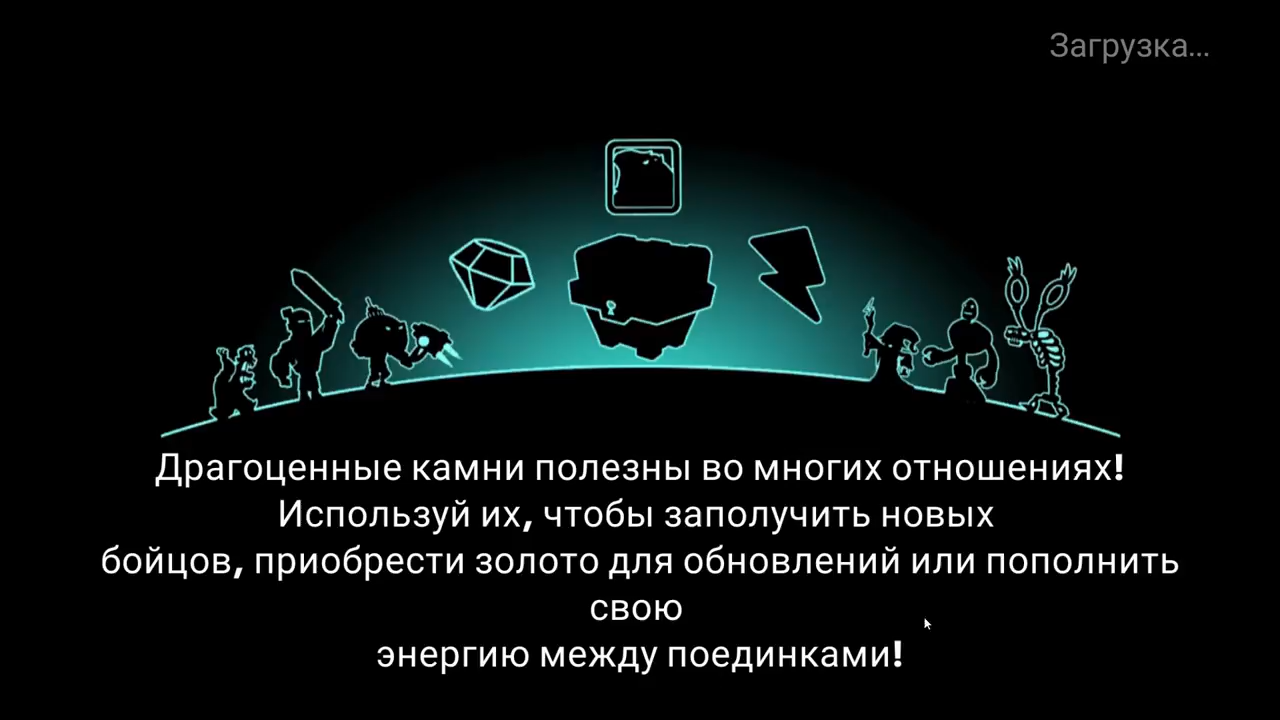 Загрузка...
Драгоценные камни полезны во многих отношениях!
Используй их, чтобы заполучить новых
бойцов, приобрести золото для обновлений или пополнить
свою
энергию между поединками!